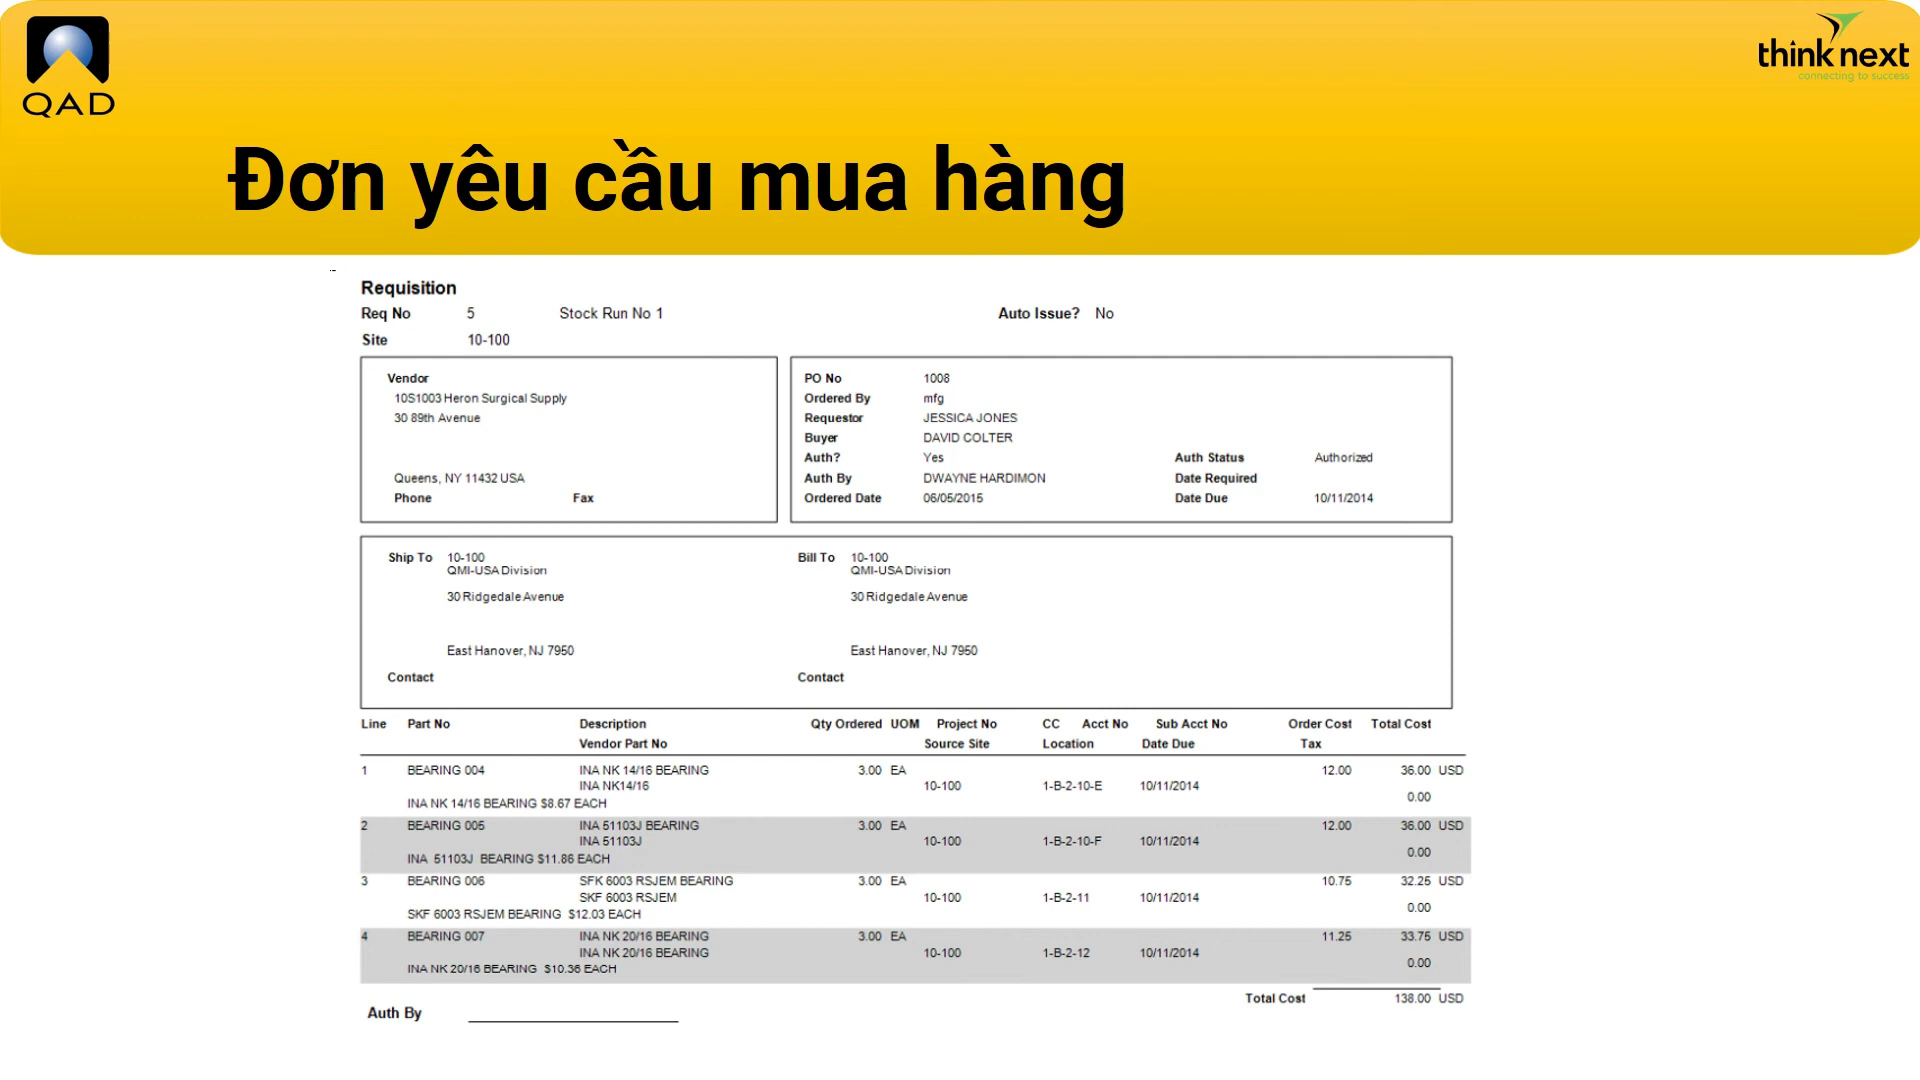 QAD
think next
connecting to success
Đơn yêu cầu mua hàng
Requisition
Req No 5 Stock Run No 1 Auto Issue? No
Site 10-100
Vendor
10S1003 Heron Surgical Supply
30 89th Avenue
Queens, NY 11432 USA
Phone Fax
PO No 1008
Ordered By mfg
Requestor JESSICA JONES
Buyer DAVID COLTER
Auth? Yes Auth Status Authorized
Auth By DWAYNE HARDIMON Date Required
Ordered Date 06/05/2015 Date Due 10/11/2014
Ship To 10-100 Bill To 10-100
QMI-USA Division QMI-USA Division
30 Ridgedale Avenue 30 Ridgedale Avenue
East Hanover, NJ 7950 East Hanover, NJ 7950
Contact Contact
Line Part No Description Qty Ordered UOM Project No CC Acct No Sub Acct No Order Cost Total Cost
Vendor Part No Source Site Location Date Due Tax
1 BEARING 004 INA NK 14/16 BEARING 3.00 EA 12.00 36.00 USD
INA NK14/16 10-100 1-B-2-10-E 10/11/2014
0.00
INA NK 14/16 BEARING $8.67 EACH
2 BEARING 005 INA 51103J BEARING 3.00 EA 12.00 36.00 USD
INA 51103J 10-100 1-B-2-10-F 10/11/2014
0.00
INA 51103J BEARING $11.86 EACH
3 BEARING 006 SFK 6003 RSJEM BEARING 3.00 EA 10.75 32.25 USD
SKF 6003 RSJEM 10-100 1-B-2-11 10/11/2014
0.00
SKF 6003 RSJEM BEARING $12.03 EACH
4 BEARING 007 INA NK 20/16 BEARING 3.00 EA 11.25 33.75 USD
INA NK 20/16 BEARING 10-100 1-B-2-12 10/11/2014
0.00
INA NK 20/16 BEARING $10.36 EACH
Total Cost 138.00 USD
Auth By